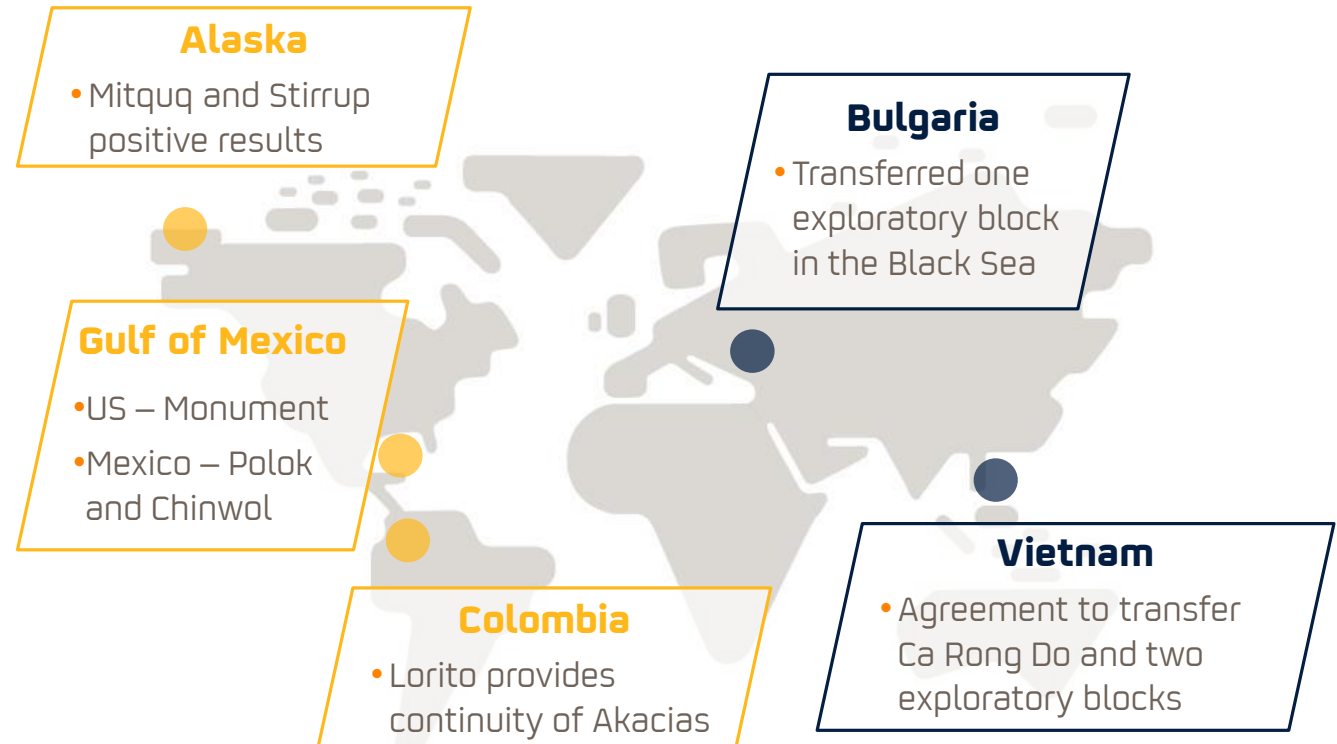 Alaska
• Mitquq and Stirrup
positive results
Bulgaria
• Transferred one
exploratory block
in the Black Sea
Gulf of Mexico
• US – Monument
• Mexico – Polok
and Chinwol
Colombia
• Lorito provides
continuity of Akacias
Vietnam
• Agreement to transfer
Ca Rong Do and two
exploratory blocks